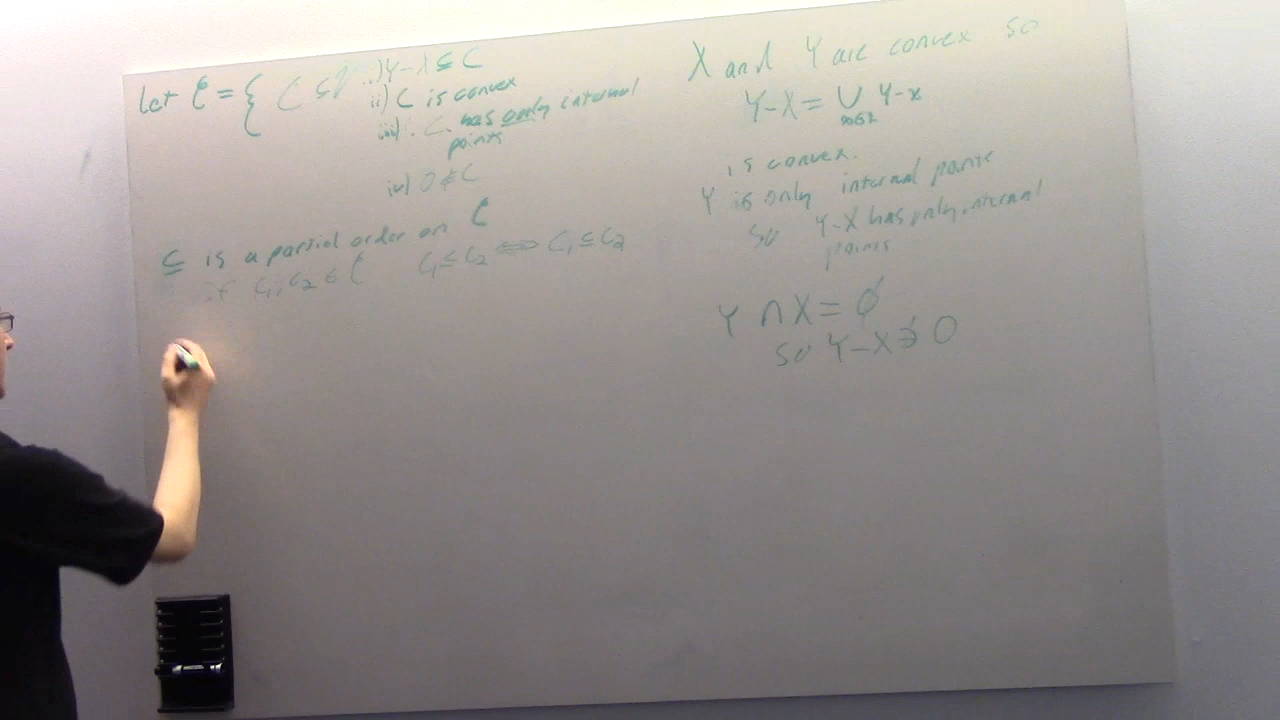 Let C = { C ⊆ V i) Y-X ⊆ C
ii) C is convex
iii) C has only internal
points
iv) 0 ∉ C
⊆ is a partial order on C
if C₁, C₂ ∈ C C₁ ≤ C₂ ⟺ C₁ ⊆ C₂
X and Y are convex so
Y-X = ∪ Y-x
x∈X
is convex.
Y is only internal points
so Y-X has only internal
points
Y ∩ X = ∅
so Y-X ∌ 0